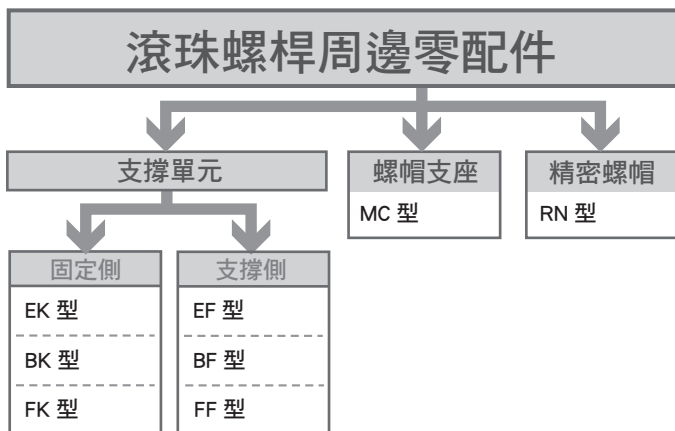 滾珠螺桿周邊零配件
支撐單元
螺帽支座
精密螺帽
MC 型
RN 型
固定側
支撐側
EK 型
EF 型
BK 型
BF 型
FK 型
FF 型